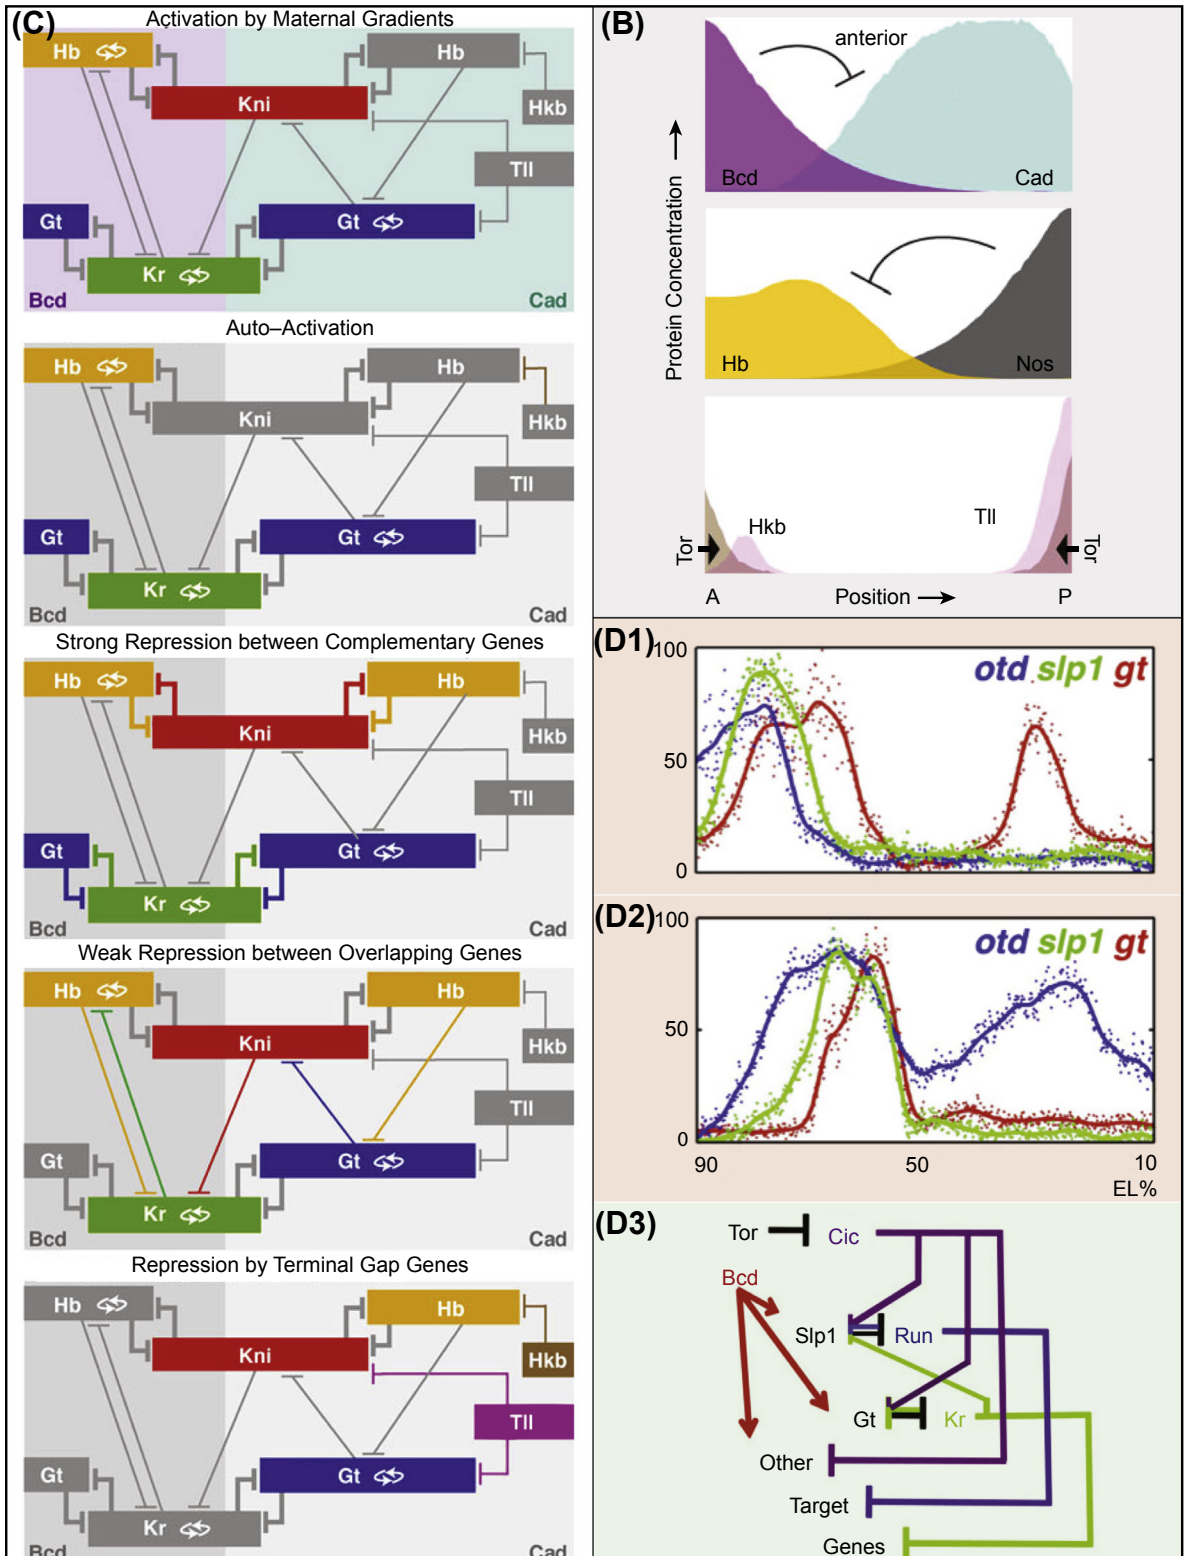 (C)
Activation by Maternal Gradients
Hb
Hb
Kni
Hkb
Tll
Gt
Gt
Kr
Bcd
Cad
Auto–Activation
Hb
Hb
Kni
Hkb
Tll
Gt
Gt
Kr
Bcd
Cad
Strong Repression between Complementary Genes
Hb
Hb
Kni
Hkb
Tll
Gt
Gt
Kr
Bcd
Cad
Weak Repression between Overlapping Genes
Hb
Hb
Kni
Hkb
Tll
Gt
Gt
Kr
Bcd
Cad
Repression by Terminal Gap Genes
Hb
Hb
Kni
Hkb
Tll
Gt
Gt
Kr
Bcd
Cad
(B)
anterior
Bcd
Cad
Protein Concentration
Hb
Nos
Hkb
Tll
Tor
Tor
A
Position
P
(D1)
100
otd slp1 gt
50
0
(D2)
100
otd slp1 gt
50
0
90
50
10
EL%
(D3)
Tor
Cic
Bcd
Slp1
Run
Gt
Kr
Other
Target
Genes